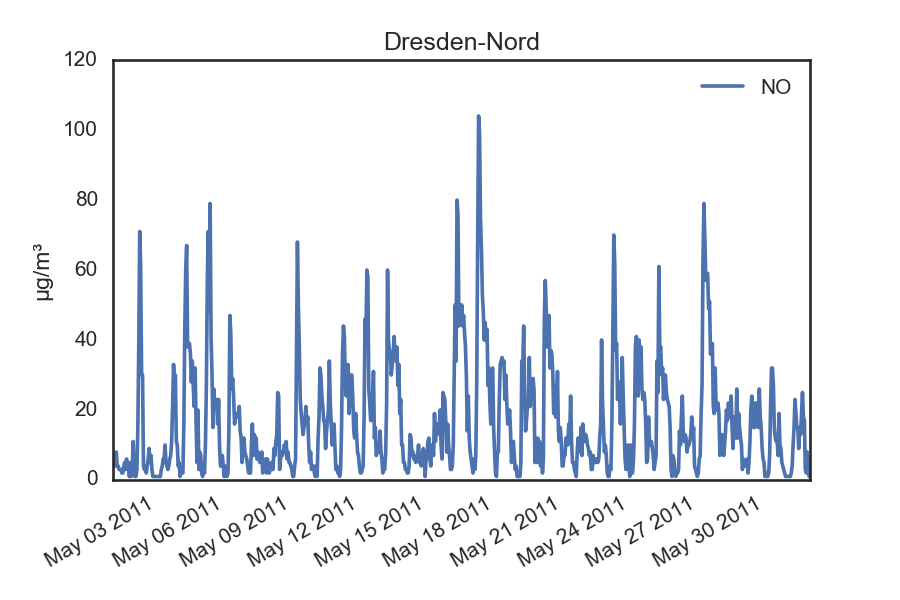 Dresden-Nord
NO
µg/m³
120
100
80
60
40
20
0
May 03 2011
May 06 2011
May 09 2011
May 12 2011
May 15 2011
May 18 2011
May 21 2011
May 24 2011
May 27 2011
May 30 2011